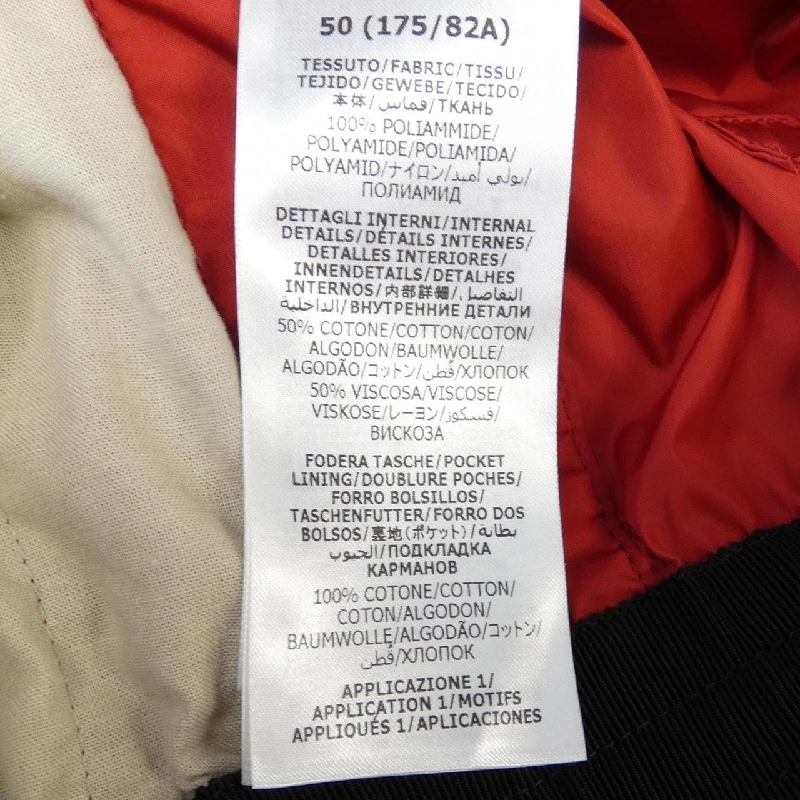 50 (175/82A)
TESSUTO/FABRIC/TISSU/
TEJIDO/GEWEBE/TECIDO/
本体/قماس/ТКАНЬ
100% POLIAMMIDE/
POLYAMIDE/POLIAMIDA/
POLYAMID/ナイロン/بولي أميد/
ПОЛИАМИД
DETTAGLI INTERNI/INTERNAL
DETAILS/DÉTAILS INTERNES/
DETALLES INTERIORES/
INNENDETAILS/DETALHES
INTERNOS/内部詳細/التفاصيل
الداخلية/ВНУТРЕННИЕ ДЕТАЛИ
50% COTONE/COTTON/COTON/
ALGODON/BAUMWOLLE/
ALGODÃO/コットン/قُطن/ХЛОПОК
50% VISCOSA/VISCOSE/
VISKOSE/レーヨン/فسكوز/
ВИСКОЗА
FODERA TASCHE/POCKET
LINING/DOUBLURE POCHES/
FORRO BOLSILLOS/
TASCHENFUTTER/FORRO DOS
BOLSOS/裏地(ポケット)/بطانة
الجيوب/ПОДКЛАДКА
КАРМАНОВ
100% COTONE/COTTON/
COTON/ALGODON/
BAUMWOLLE/ALGODÃO/コットン/
قُطن/ХЛОПОК
APPLICAZIONE 1/
APPLICATION 1/MOTIFS
APPLIQUÉS 1/APLICACIONES